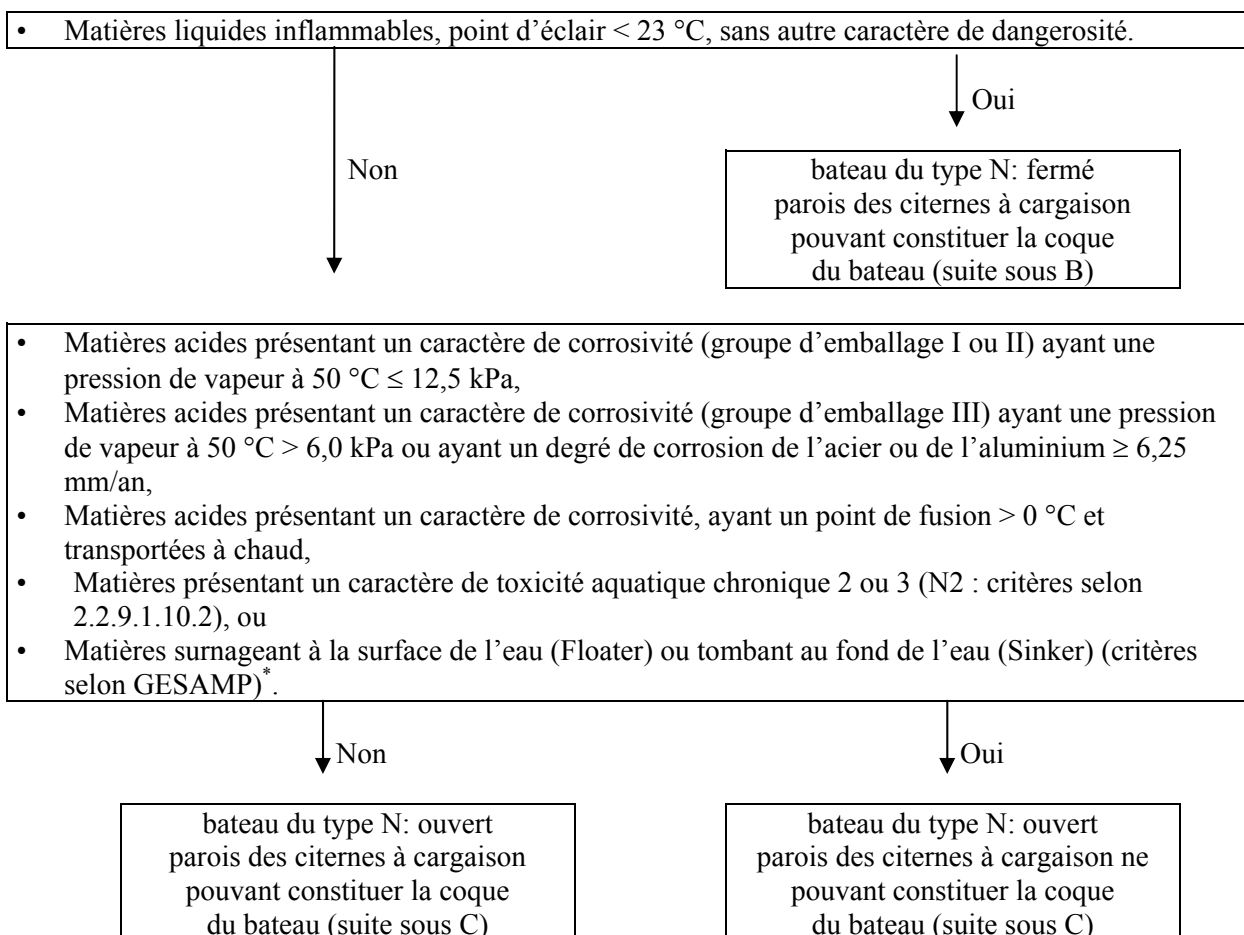 • Matières liquides inflammables, point d’éclair < 23 °C, sans autre caractère de dangerosité.
Oui
Non
bateau du type N: fermé
parois des citernes à cargaison
pouvant constituer la coque
du bateau (suite sous B)
• Matières acides présentant un caractère de corrosivité (groupe d’emballage I ou II) ayant une
pression de vapeur à 50 °C ≤ 12,5 kPa,
• Matières acides présentant un caractère de corrosivité (groupe d’emballage III) ayant une pression
de vapeur à 50 °C > 6,0 kPa ou ayant un degré de corrosion de l’acier ou de l’aluminium ≥ 6,25
mm/an,
• Matières acides présentant un caractère de corrosivité, ayant un point de fusion > 0 °C et
transportées à chaud,
• Matières présentant un caractère de toxicité aquatique chronique 2 ou 3 (N2 : critères selon
2.2.9.1.10.2), ou
• Matières surnageant à la surface de l’eau (Floater) ou tombant au fond de l’eau (Sinker) (critères
selon GESAMP)*.
Non
Oui
bateau du type N: ouvert
parois des citernes à cargaison
pouvant constituer la coque
du bateau (suite sous C)
bateau du type N: ouvert
parois des citernes à cargaison ne
pouvant constituer la coque
du bateau (suite sous C)